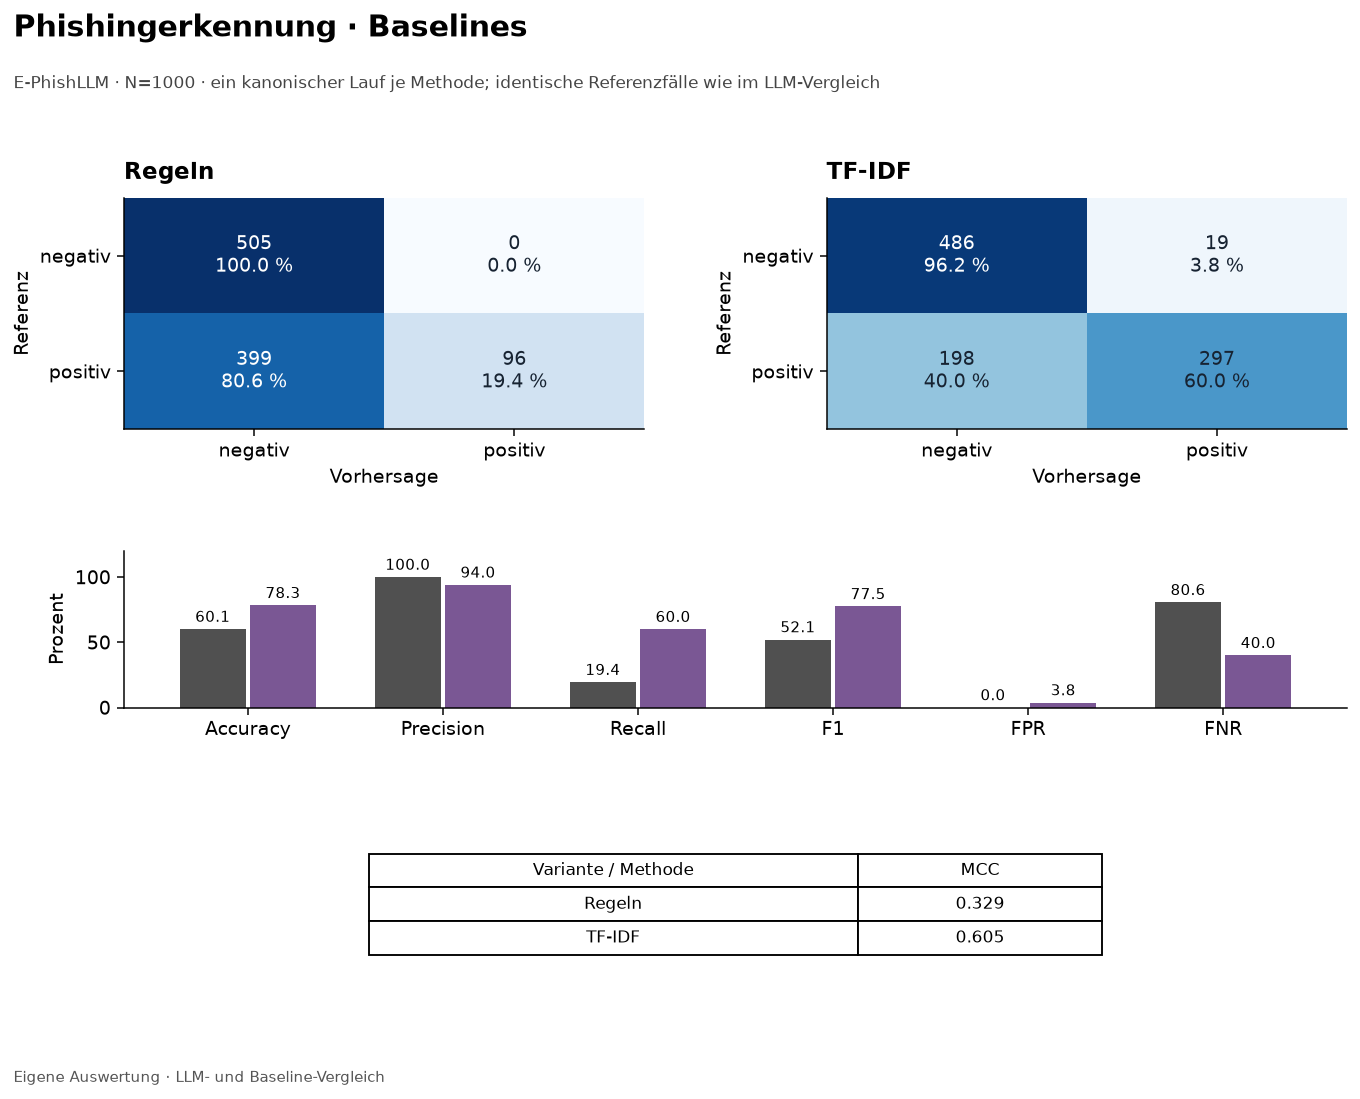 Phishingerkennung · Baselines
E-PhishLLM · N=1000 · ein kanonischer Lauf je Methode; identische Referenzfälle wie im LLM-Vergleich
Regeln
Referenz
negativ
505
100.0 %
0
0.0 %
positiv
399
80.6 %
96
19.4 %
negativ
positiv
Vorhersage
TF-IDF
Referenz
negativ
486
96.2 %
19
3.8 %
positiv
198
40.0 %
297
60.0 %
negativ
positiv
Vorhersage
Prozent
100
50
0
60.1 78.3
100.0 94.0
19.4 60.0
52.1 77.5
0.0 3.8
80.6 40.0
Accuracy Precision Recall F1 FPR FNR
Variante / Methode MCC
Regeln 0.329
TF-IDF 0.605
Eigene Auswertung · LLM- und Baseline-Vergleich